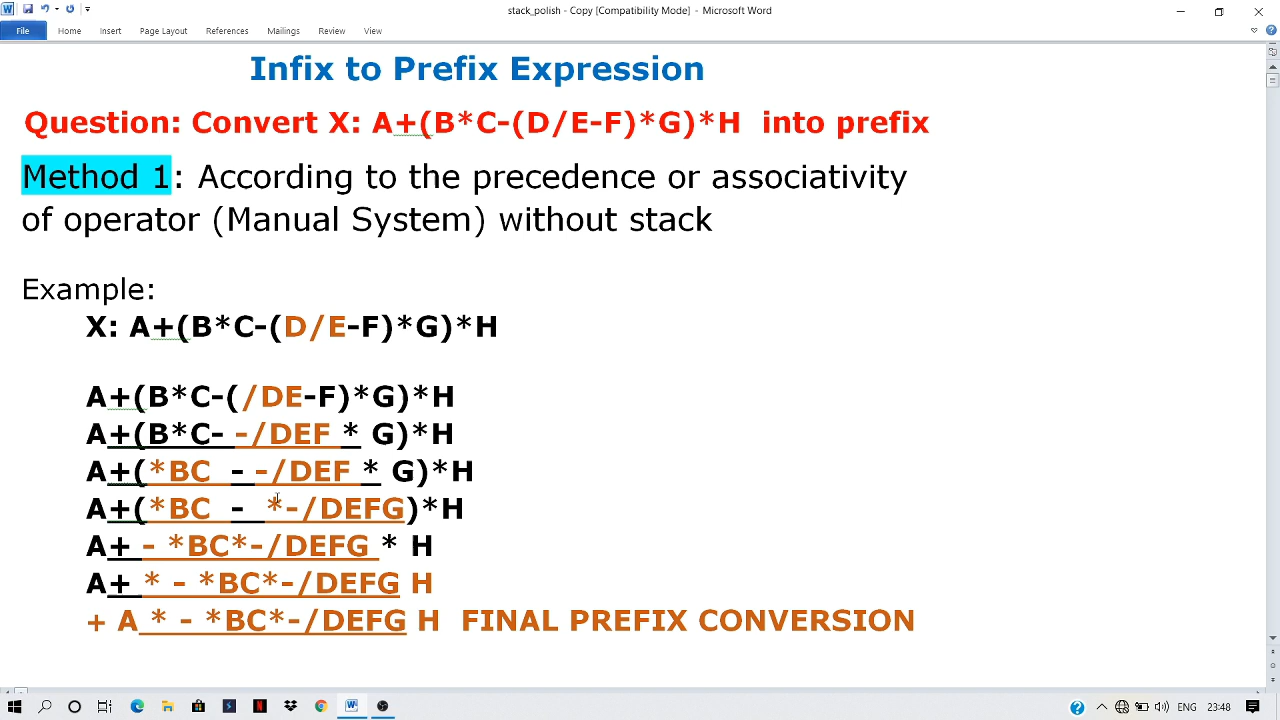 stack_polish - Copy [Compatibility Mode] - Microsoft Word
File Home Insert Page Layout References Mailings Review View
Infix to Prefix Expression
Question: Convert X: A+(B*C-(D/E-F)*G)*H into prefix
Method 1: According to the precedence or associativity
of operator (Manual System) without stack
Example:
X: A+(B*C-(D/E-F)*G)*H
A+(B*C-(/DE-F)*G)*H
A+(B*C- -/DEF * G)*H
A+(*BC - -/DEF * G)*H
A+(*BC - *-/DEFG)*H
A+ - *BC*-/DEFG * H
A+ * - *BC*-/DEFG H
+ A * - *BC*-/DEFG H FINAL PREFIX CONVERSION
ENG 23:48